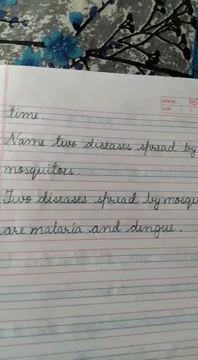 time.
Name two diseases spread by
mosquitoes
Two diseases spread by mosqu
are malaria and dengue.